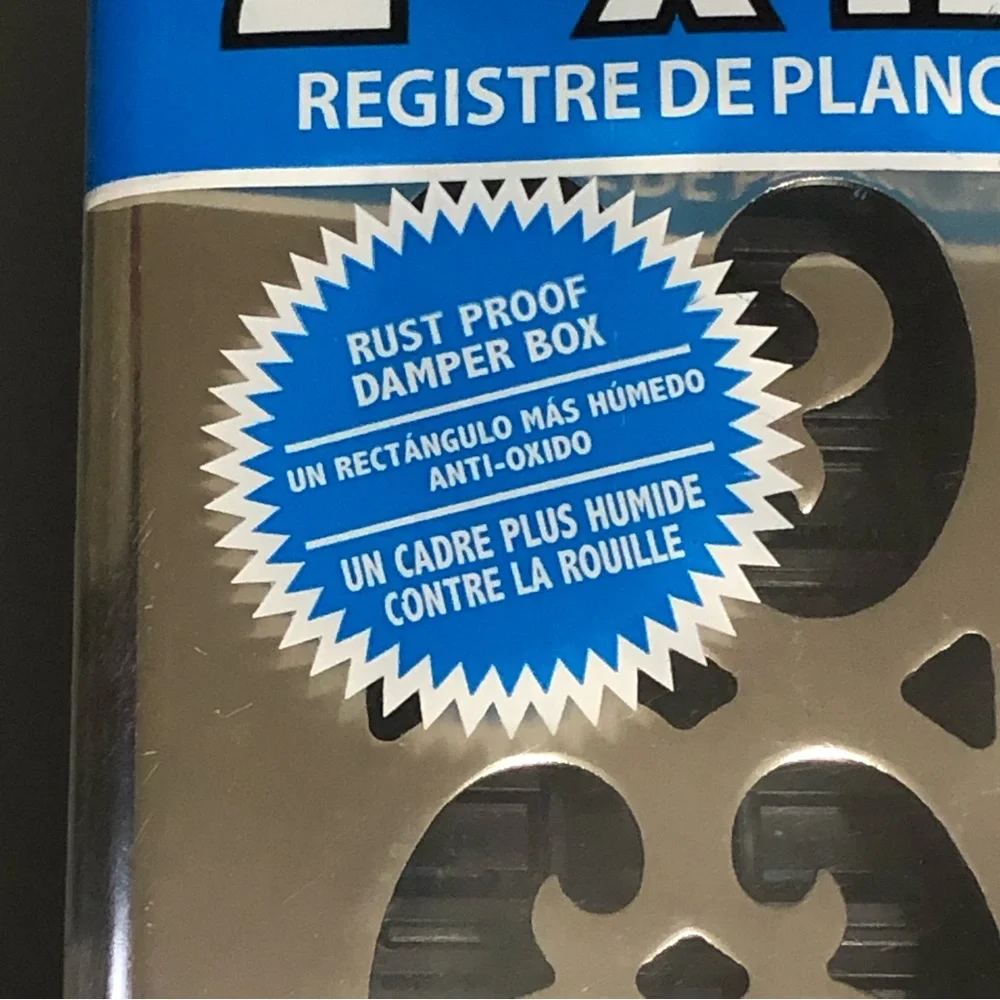 REGISTRE DE PLANC
RUST PROOF
DAMPER BOX
UN RECTÁNGULO MÁS HÚMEDO
ANTI-OXIDO
UN CADRE PLUS HUMIDE
CONTRE LA ROUILLE